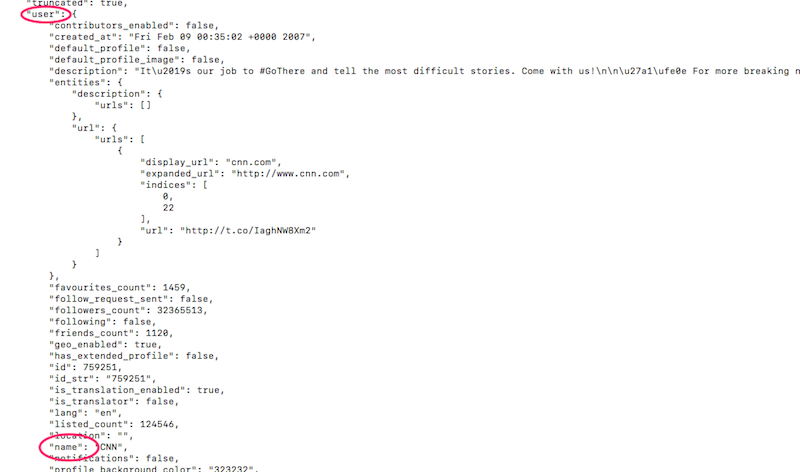 "truncated": true,
"user": {
"contributors_enabled": false,
"created_at": "Fri Feb 09 00:35:02 +0000 2007",
"default_profile": false,
"default_profile_image": false,
"description": "It\u2019s our job to #GoThere and tell the most difficult stories. Come with us!\n\n\u27a1\ufe0e For more breaking n
"entities": {
"description": {
"urls": []
},
"url": {
"urls": [
{
"display_url": "cnn.com",
"expanded_url": "http://www.cnn.com",
"indices": [
0,
22
],
"url": "http://t.co/IaghNW8Xm2"
}
]
}
},
"favourites_count": 1459,
"follow_request_sent": false,
"followers_count": 32365513,
"following": false,
"friends_count": 1120,
"geo_enabled": true,
"has_extended_profile": false,
"id": 759251,
"id_str": "759251",
"is_translation_enabled": true,
"is_translator": false,
"lang": "en",
"listed_count": 124546,
"location": "",
"name": "CNN",
"notifications": false,
"profile_background_color": "323232",